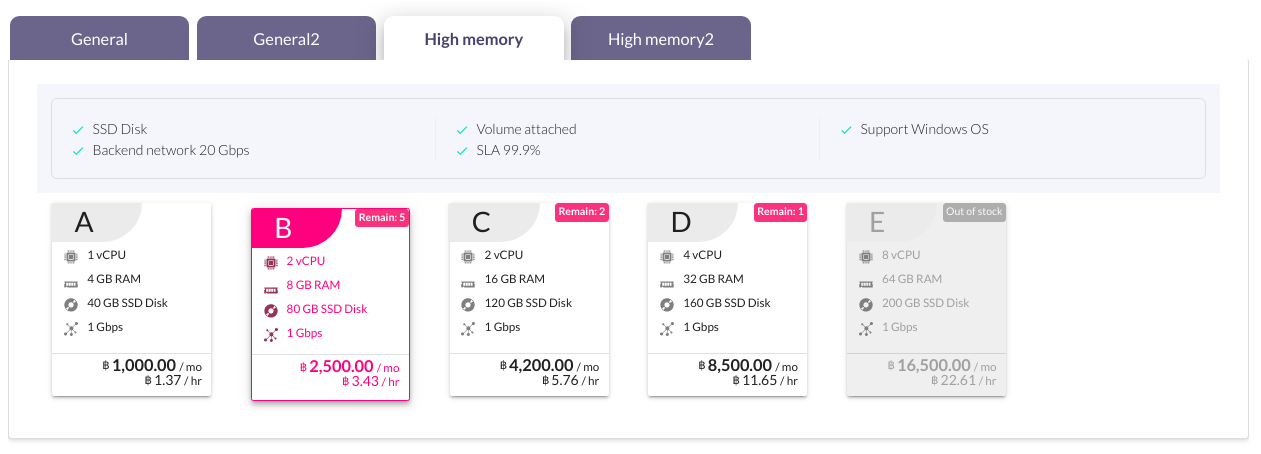 General
General2
High memory
High memory2
SSD Disk
Backend network 20 Gbps
Volume attached
SLA 99.9%
Support Windows OS
A
1 vCPU
4 GB RAM
40 GB SSD Disk
1 Gbps
฿ 1,000.00 / mo
฿ 1.37 / hr
B
Remain: 5
2 vCPU
8 GB RAM
80 GB SSD Disk
1 Gbps
฿ 2,500.00 / mo
฿ 3.43 / hr
C
Remain: 2
2 vCPU
16 GB RAM
120 GB SSD Disk
1 Gbps
฿ 4,200.00 / mo
฿ 5.76 / hr
D
Remain: 1
4 vCPU
32 GB RAM
160 GB SSD Disk
1 Gbps
฿ 8,500.00 / mo
฿ 11.65 / hr
E
Out of stock
8 vCPU
64 GB RAM
200 GB SSD Disk
1 Gbps
฿ 16,500.00 / mo
฿ 22.61 / hr